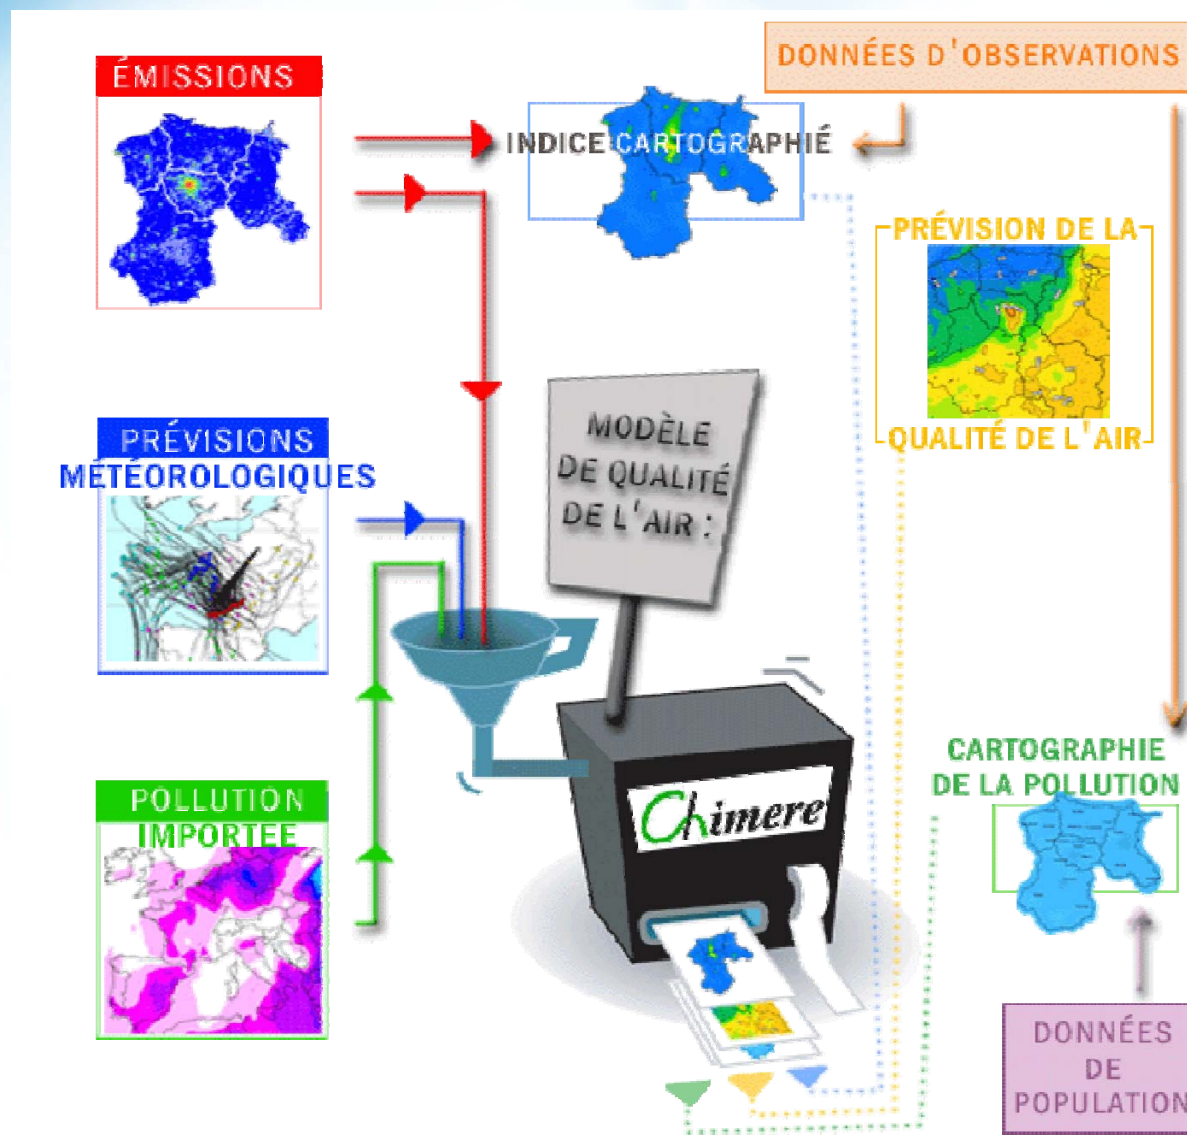 ÉMISSIONS
DONNÉES D'OBSERVATIONS
INDICE CARTOGRAPHIÉ
PRÉVISION DE LA
QUALITÉ DE L'AIR
PRÉVISIONS
MÉTÉOROLOGIQUES
MODÈLE
DE QUALITÉ
DE L'AIR :
POLLUTION
IMPORTEE
Chimere
CARTOGRAPHIE
DE LA POLLUTION
DONNÉES
DE
POPULATION